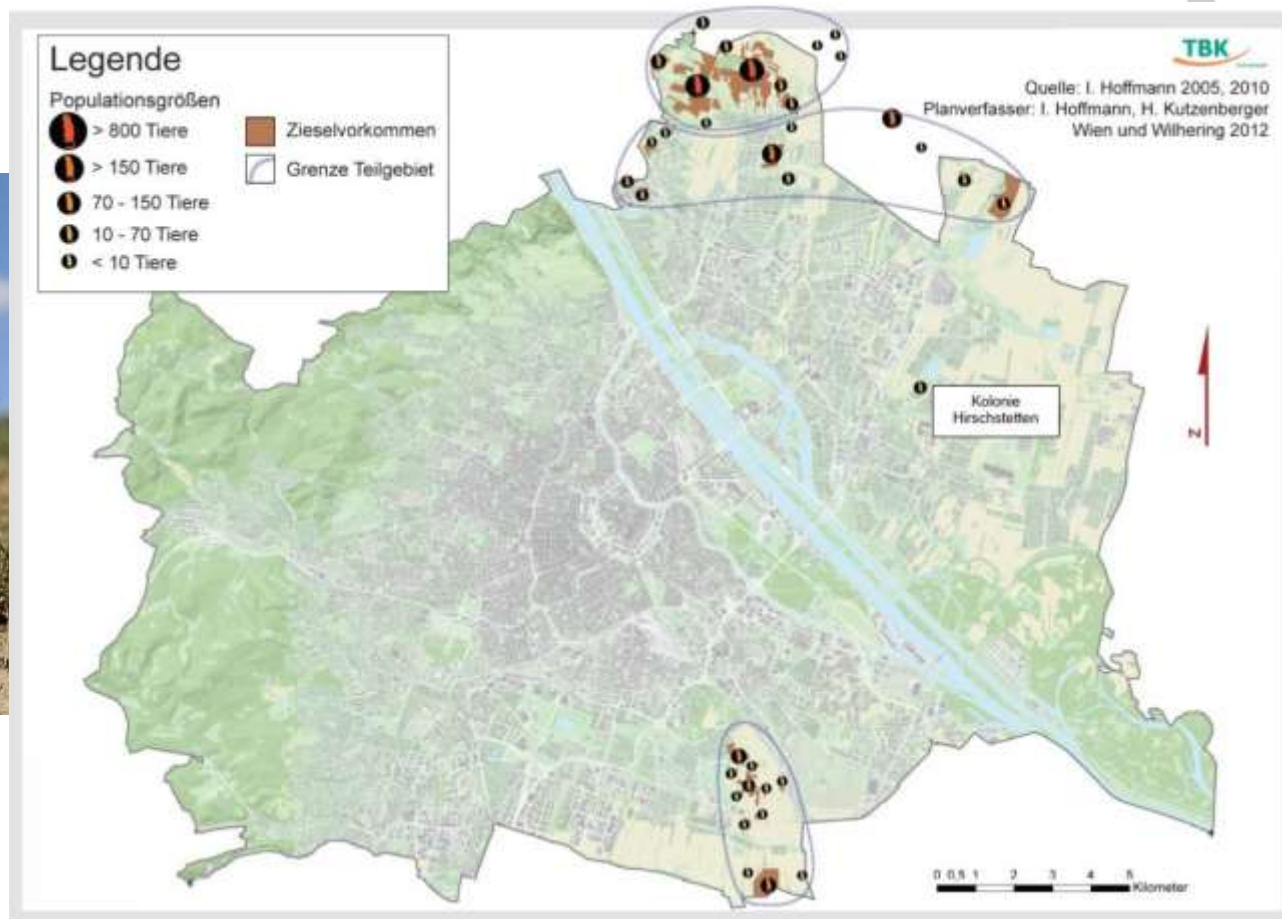 Legende
Populationsgrößen
> 800 Tiere
> 150 Tiere
70 - 150 Tiere
10 - 70 Tiere
< 10 Tiere
Zieselvorkommen
Grenze Teilgebiet
TBK
Quelle: I. Hoffmann 2005, 2010
Planverfasser: I. Hoffmann, H. Kutzenberger
Wien und Wilhering 2012
Kolonie
Hirschstetten
N
0 0,5 1 2 3 4 5
Kilometer